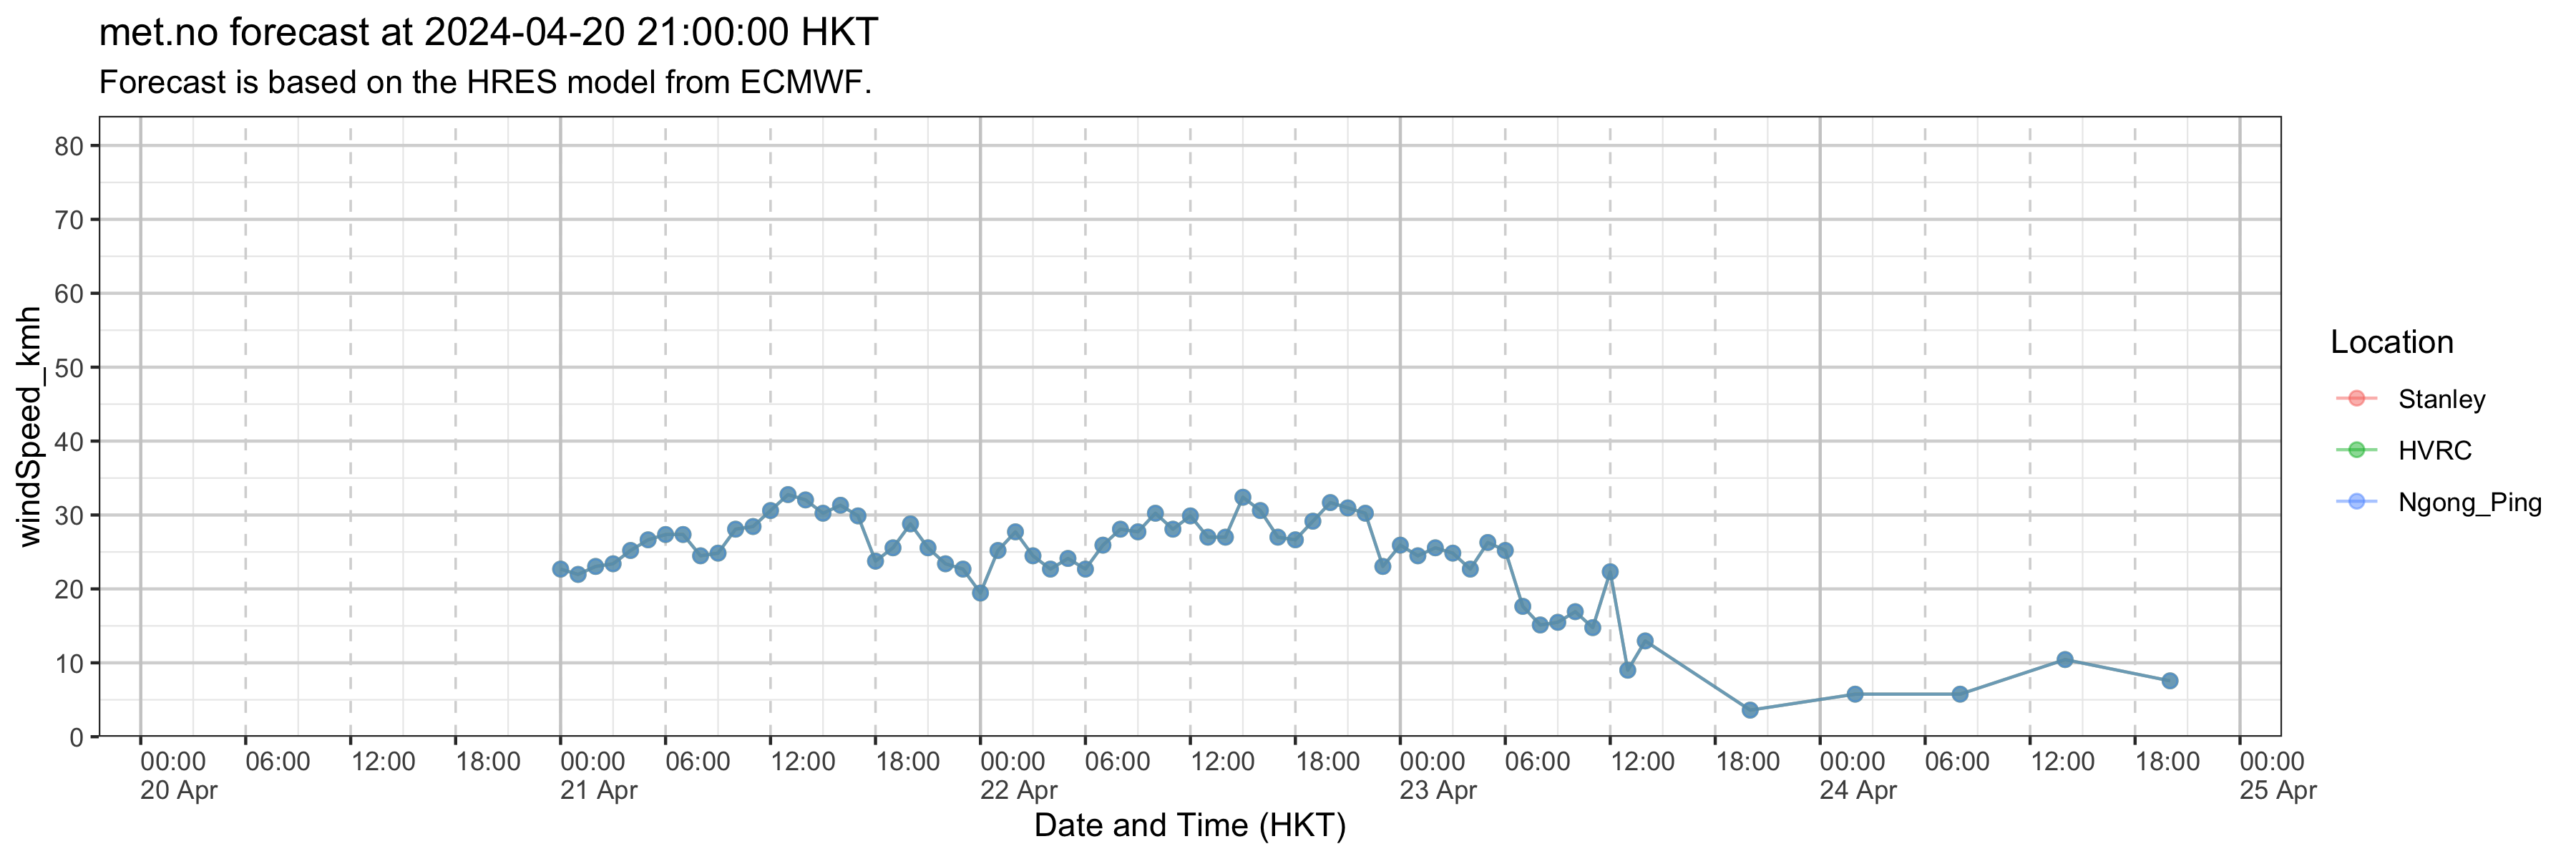 met.no forecast at 2024-04-20 21:00:00 HKT
Forecast is based on the HRES model from ECMWF.
windSpeed_kmh
80
70
60
50
40
30
20
10
0
00:00 06:00 12:00 18:00 00:00 06:00 12:00 18:00 00:00 06:00 12:00 18:00 00:00 06:00 12:00 18:00 00:00 06:00 12:00 18:00 00:00
20 Apr 21 Apr 22 Apr 23 Apr 24 Apr 25 Apr
Date and Time (HKT)
Location
Stanley
HVRC
Ngong_Ping